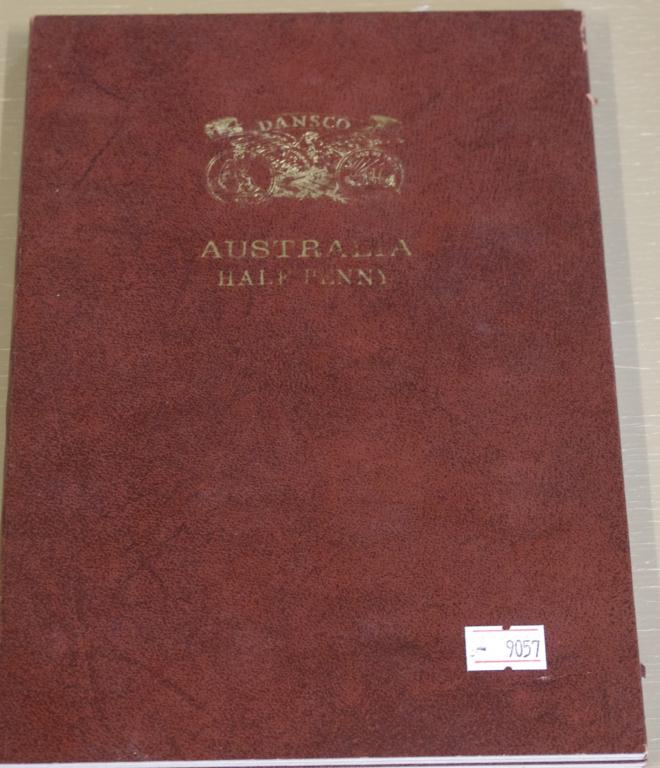 DANSCO
AUSTRALIA
HALF PENNY
- 9057